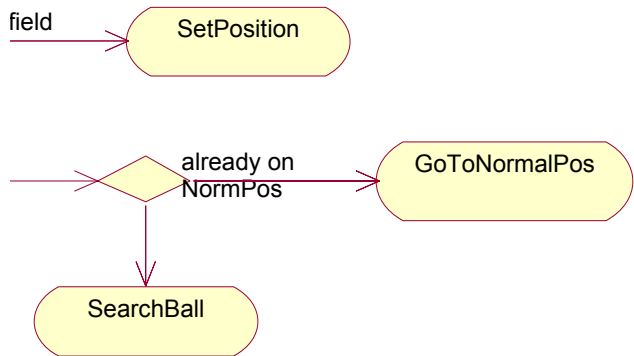 field
SetPosition
already on
NormPos
GoToNormalPos
SearchBall